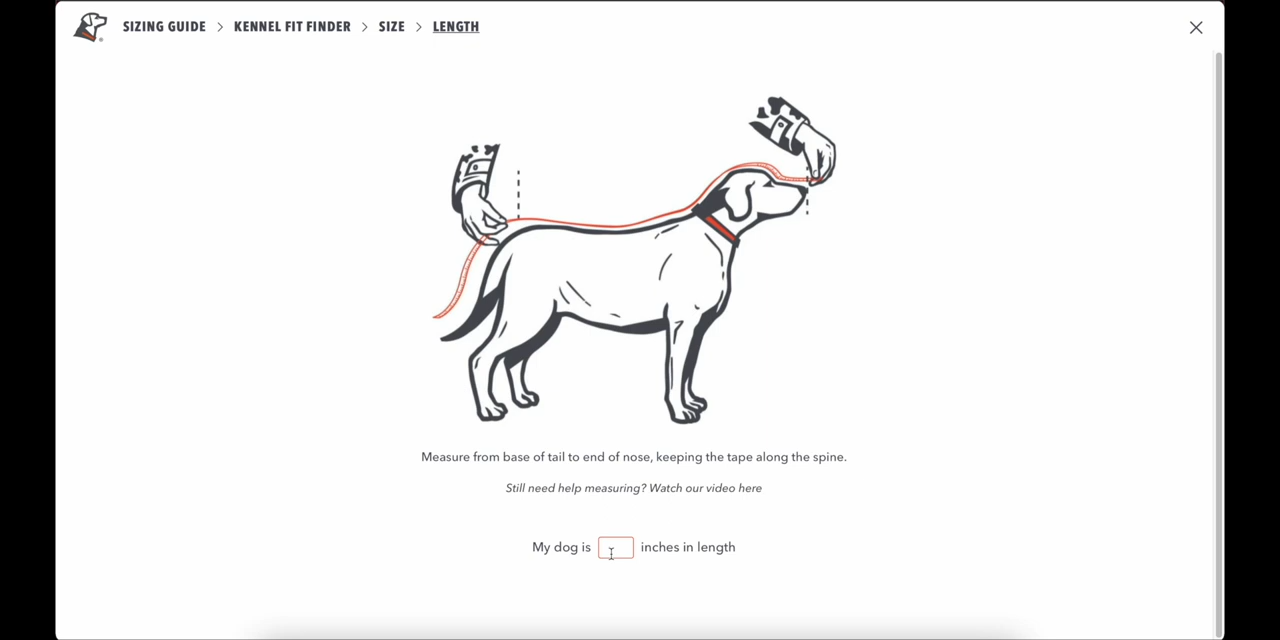 SIZING GUIDE > KENNEL FIT FINDER > SIZE > LENGTH
Measure from base of tail to end of nose, keeping the tape along the spine.
Still need help measuring? Watch our video here
My dog is inches in length